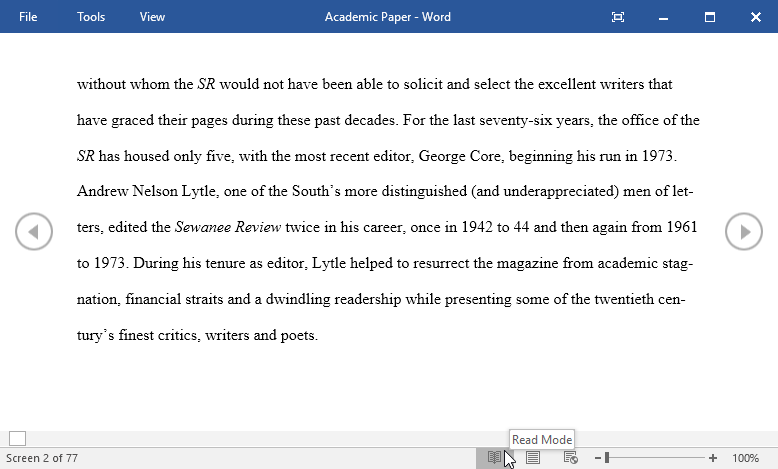 File Tools View Academic Paper - Word
without whom the SR would not have been able to solicit and select the excellent writers that
have graced their pages during these past decades. For the last seventy-six years, the office of the
SR has housed only five, with the most recent editor, George Core, beginning his run in 1973.
Andrew Nelson Lytle, one of the South’s more distinguished (and underappreciated) men of let-
ters, edited the Sewanee Review twice in his career, once in 1942 to 44 and then again from 1961
to 1973. During his tenure as editor, Lytle helped to resurrect the magazine from academic stag-
nation, financial straits and a dwindling readership while presenting some of the twentieth cen-
tury’s finest critics, writers and poets.
Read Mode
Screen 2 of 77 100%